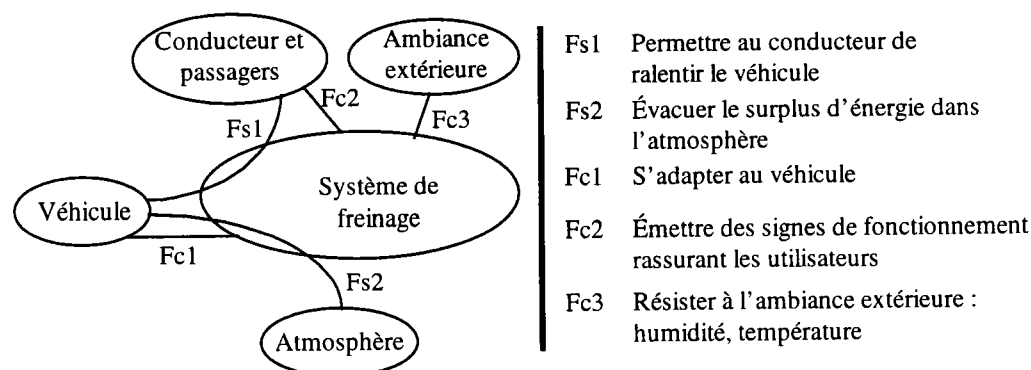 Conducteur et
passagers
Ambiance
extérieure
Fc2
Fc3
Fs1
Système de
freinage
Véhicule
Fc1
Fs2
Atmosphère
Fs1 Permettre au conducteur de
ralentir le véhicule
Fs2 Évacuer le surplus d'énergie dans
l'atmosphère
Fc1 S'adapter au véhicule
Fc2 Émettre des signes de fonctionnement
rassurant les utilisateurs
Fc3 Résister à l'ambiance extérieure :
humidité, température